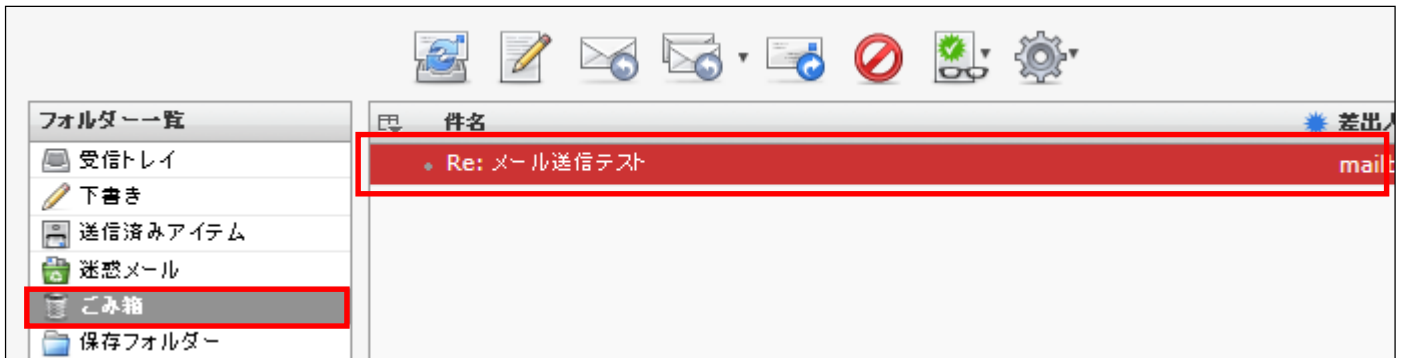 フォルダー一覧
件名
差出人
Re: メール送信テスト
受信トレイ
下書き
送信済みアイテム
迷惑メール
ごみ箱
保存フォルダー